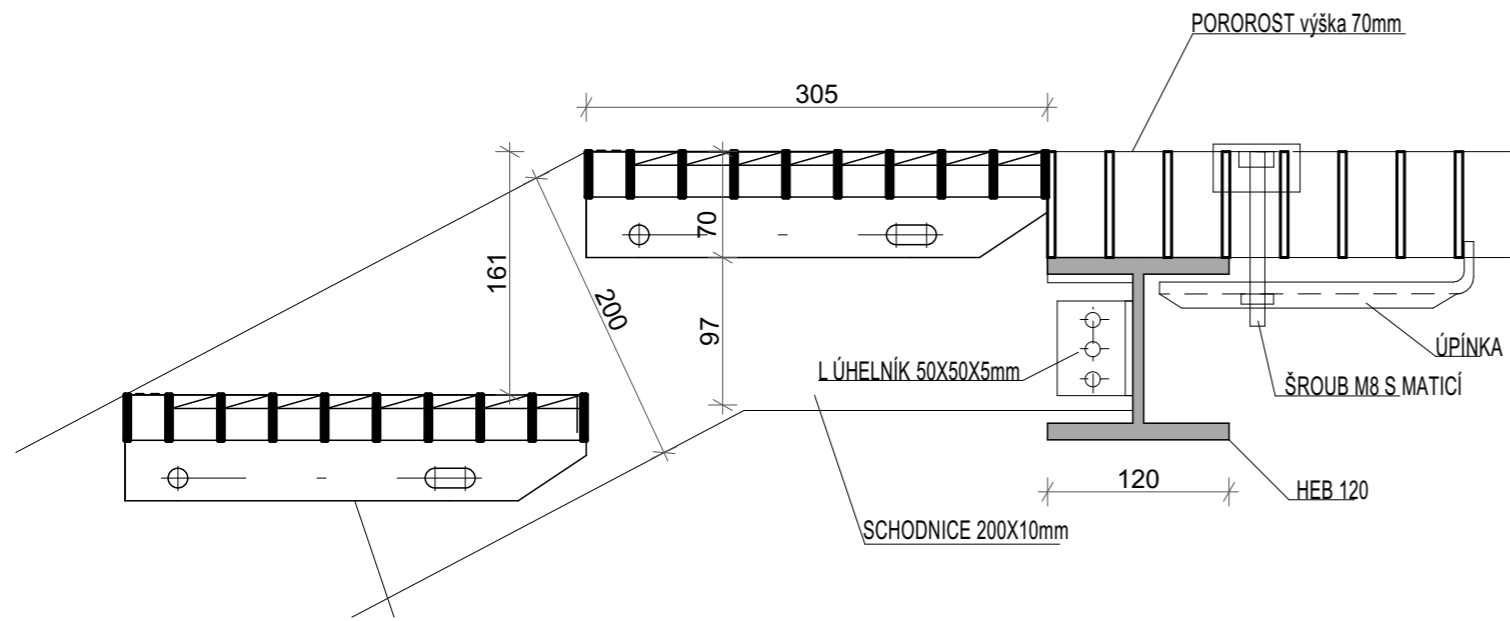 POROROST výška 70mm
305
70
161
200
97
L ÚHELNÍK 50X50X5mm
ÚPÍNKA
ŠROUB M8 S MATICÍ
120
HEB 120
SCHODNICE 200X10mm